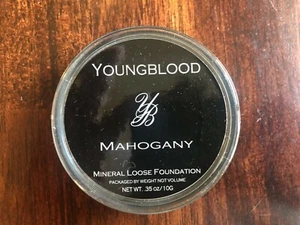 YOUNGBLOOD
YB
MAHOGANY
MINERAL LOOSE FOUNDATION
PACKAGED BY WEIGHT NOT VOLUME
NET WT. .35 oz/10G